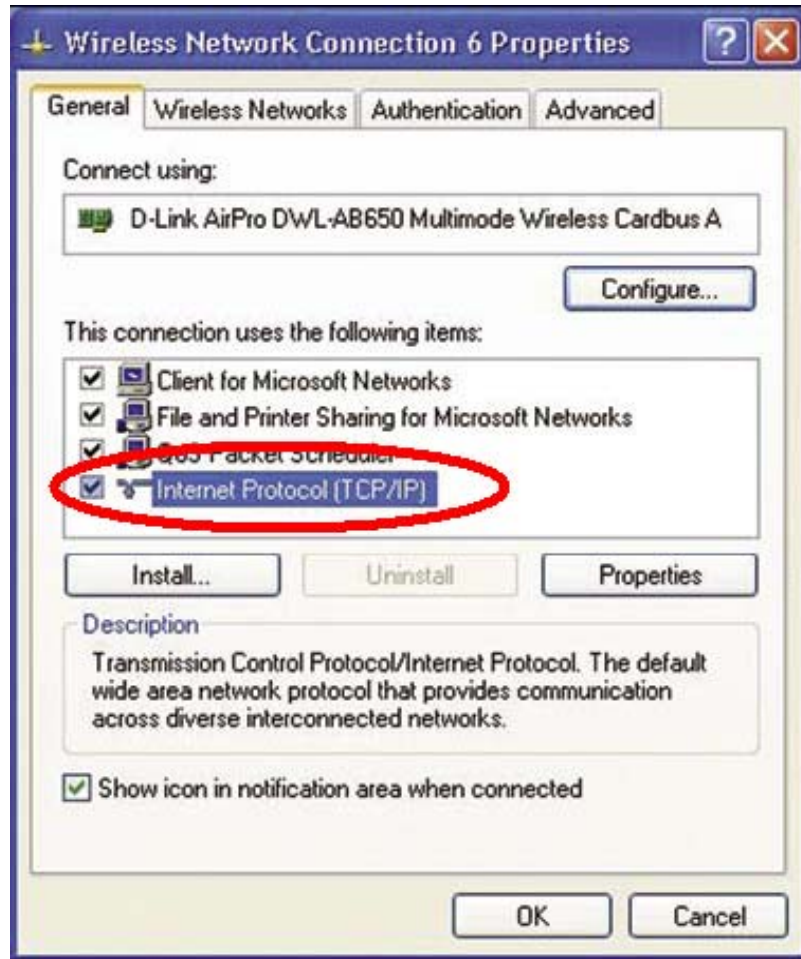 Wireless Network Connection 6 Properties
General Wireless Networks Authentication Advanced
Connect using:
D-Link AirPro DWL-AB650 Multimode Wireless Cardbus A
Configure...
This connection uses the following items:
Client for Microsoft Networks
File and Printer Sharing for Microsoft Networks
QoS Packet Scheduler
Internet Protocol (TCP/IP)
Install... Uninstall Properties
Description
Transmission Control Protocol/Internet Protocol. The default
wide area network protocol that provides communication
across diverse interconnected networks.
Show icon in notification area when connected
OK Cancel